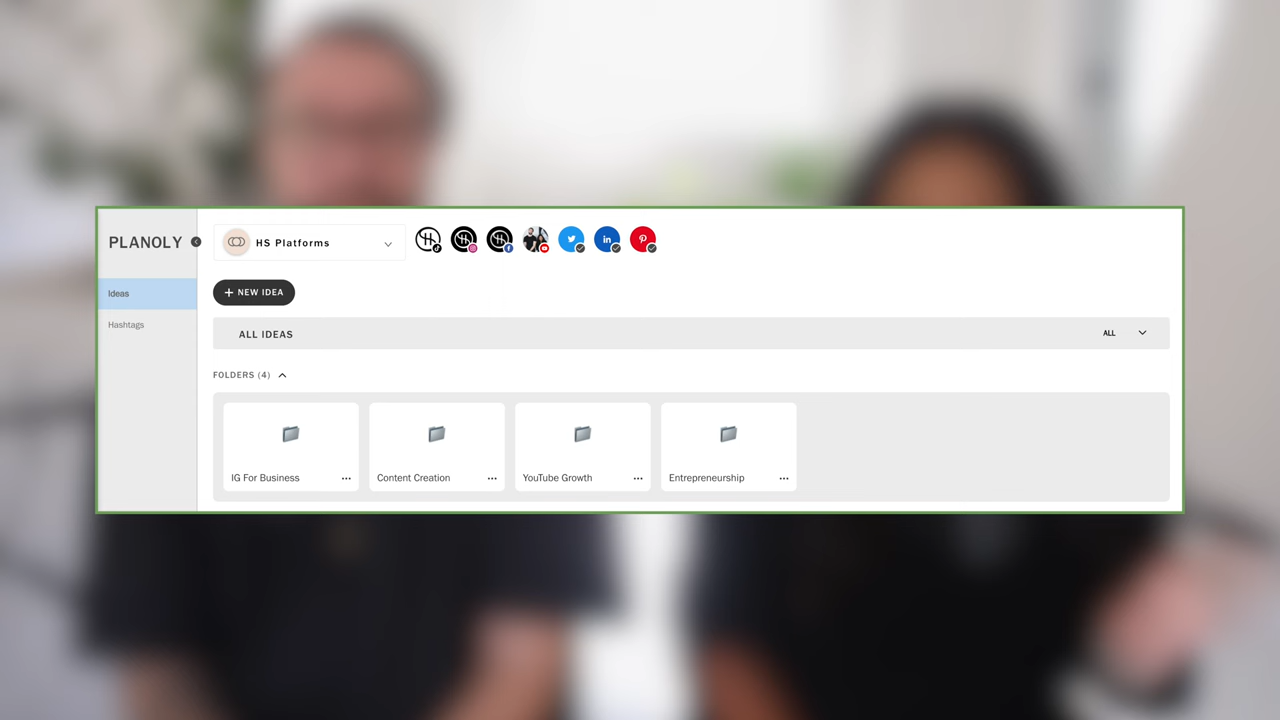 PLANOLY
HS Platforms
in
Ideas
+ NEW IDEA
Hashtags
ALL IDEAS
ALL
FOLDERS (4)
IG For Business ...
Content Creation ...
YouTube Growth ...
Entrepreneurship ...